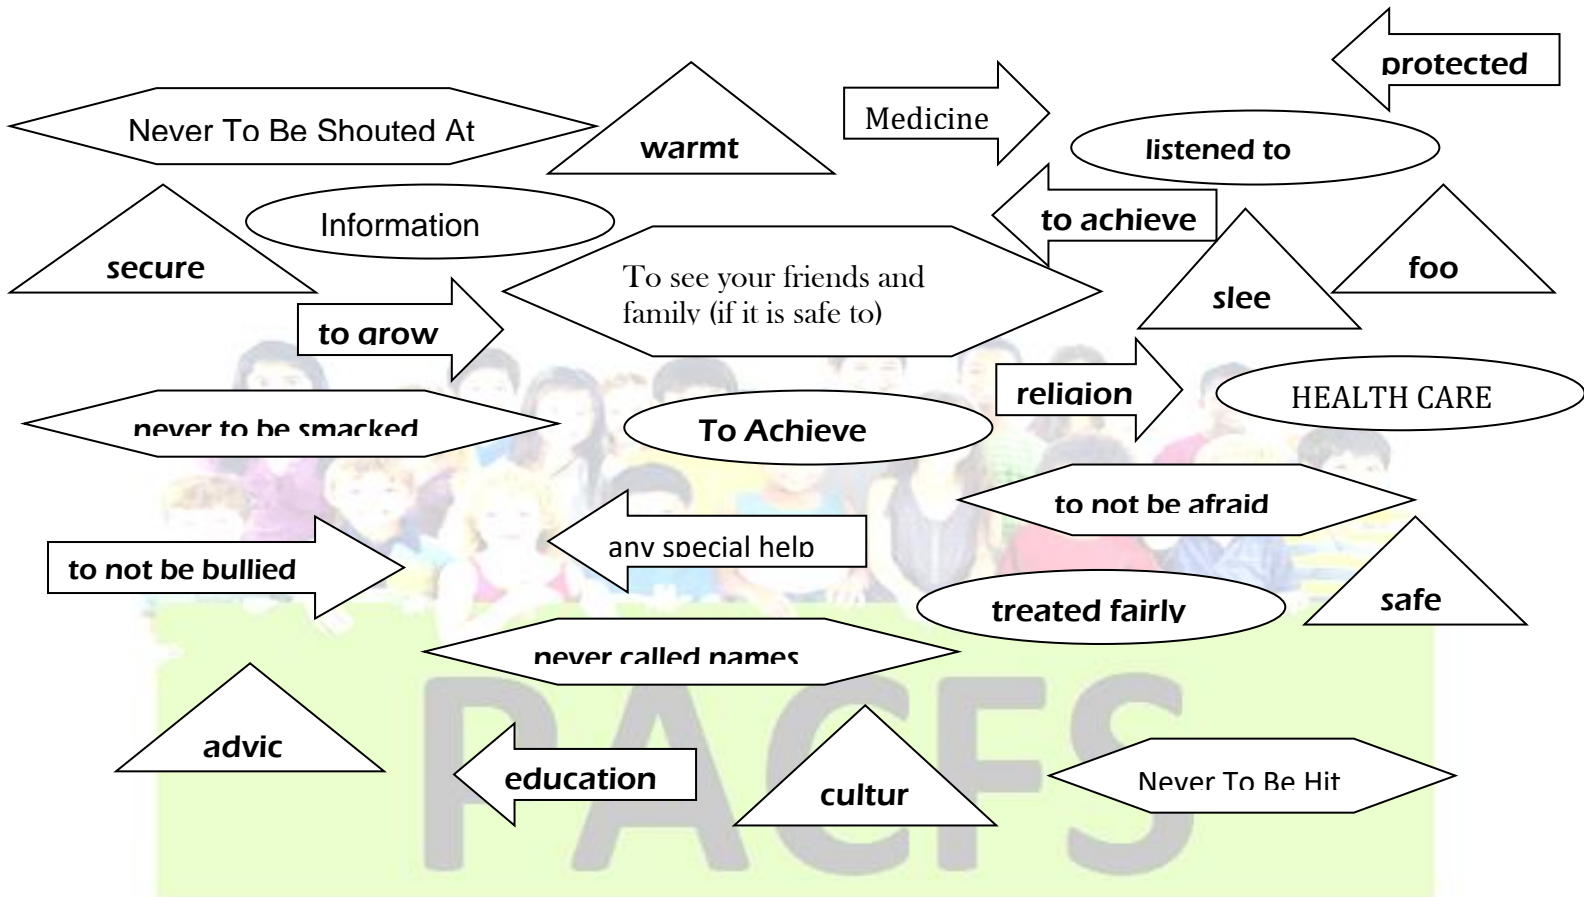 protected
Never To Be Shouted At
warmt
Medicine
listened to
Information
to achieve
secure
foo
To see your friends and
family (if it is safe to)
slee
to grow
religion
HEALTH CARE
never to be smacked
To Achieve
to not be afraid
any special help
to not be bullied
treated fairly
safe
never called names
advic
education
cultur
Never To Be Hit
PACFS